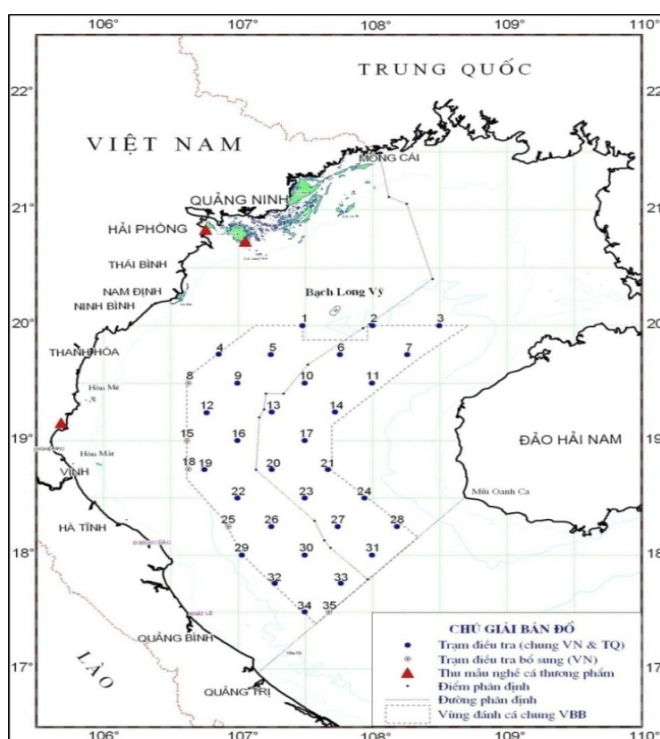 106° 107° 108° 109° 110°
22°
21°
20°
19°
18°
17°
22°
21°
20°
19°
18°
17°
106° 107° 108° 109° 110°
TRUNG QUỐC
VIỆT NAM
MÓNG CÁI
QUẢNG NINH
HẢI PHÒNG
THÁI BÌNH
NAM ĐỊNH
NINH BÌNH
Bạch Long Vỹ
1 2 3
4 5 6 7
THANH HÓA
8 9 10 11
Hòn Mê
12 13 14
15 16 17
ĐẢO HẢI NAM
Hòn Mát
VINH
18 19 20 21
Mũi Oanh Ca
22 23 24
HÀ TĨNH
25 26 27 28
29 30 31
32 33
34 35
QUẢNG BÌNH
LÀO
QUẢNG TRỊ
CHÚ GIẢI BẢN ĐỒ
Trạm điều tra (chung VN & TQ)
Trạm điều tra bổ sung (VN)
Thu mẫu nghề cá thương phẩm
Điểm phân định
Đường phân định
Vùng đánh cá chung VBB